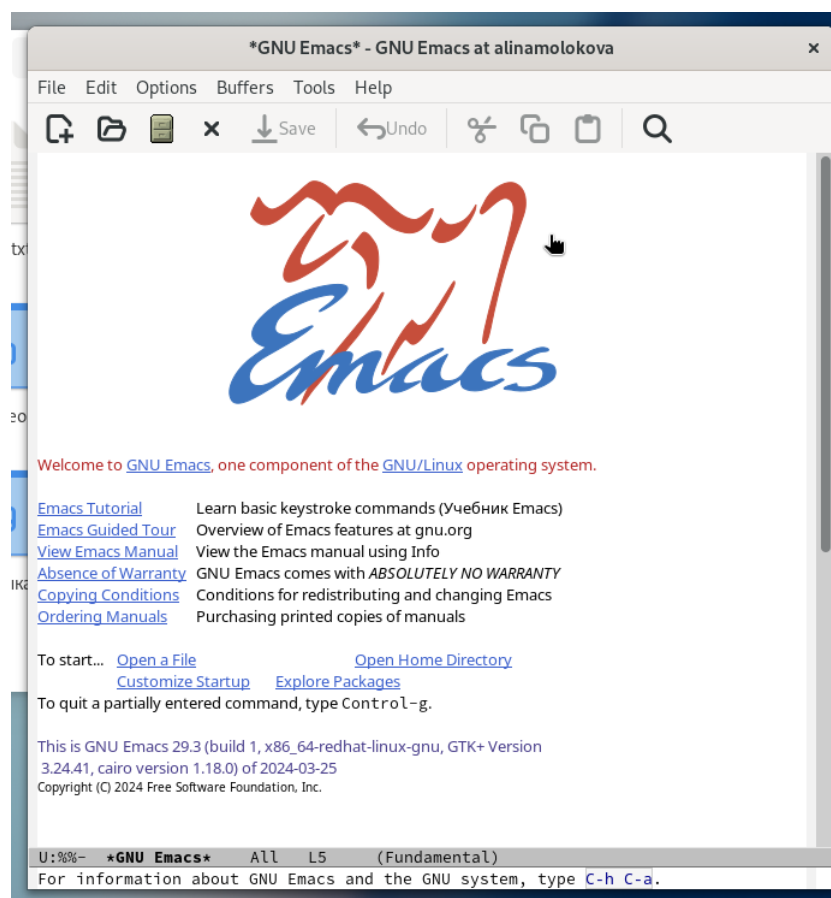 *GNU Emacs* - GNU Emacs at alinamolokova
File Edit Options Buffers Tools Help
Save Undo
Emacs
Welcome to GNU Emacs, one component of the GNU/Linux operating system.
Emacs Tutorial Learn basic keystroke commands (Учебник Emacs)
Emacs Guided Tour Overview of Emacs features at gnu.org
View Emacs Manual View the Emacs manual using Info
Absence of Warranty GNU Emacs comes with ABSOLUTELY NO WARRANTY
Copying Conditions Conditions for redistributing and changing Emacs
Ordering Manuals Purchasing printed copies of manuals
To start... Open a File Open Home Directory
Customize Startup Explore Packages
To quit a partially entered command, type Control-g.
This is GNU Emacs 29.3 (build 1, x86_64-redhat-linux-gnu, GTK+ Version
3.24.41, cairo version 1.18.0) of 2024-03-25
Copyright (C) 2024 Free Software Foundation, Inc.
U:%%- *GNU Emacs* All L5 (Fundamental)
For information about GNU Emacs and the GNU system, type C-h C-a.